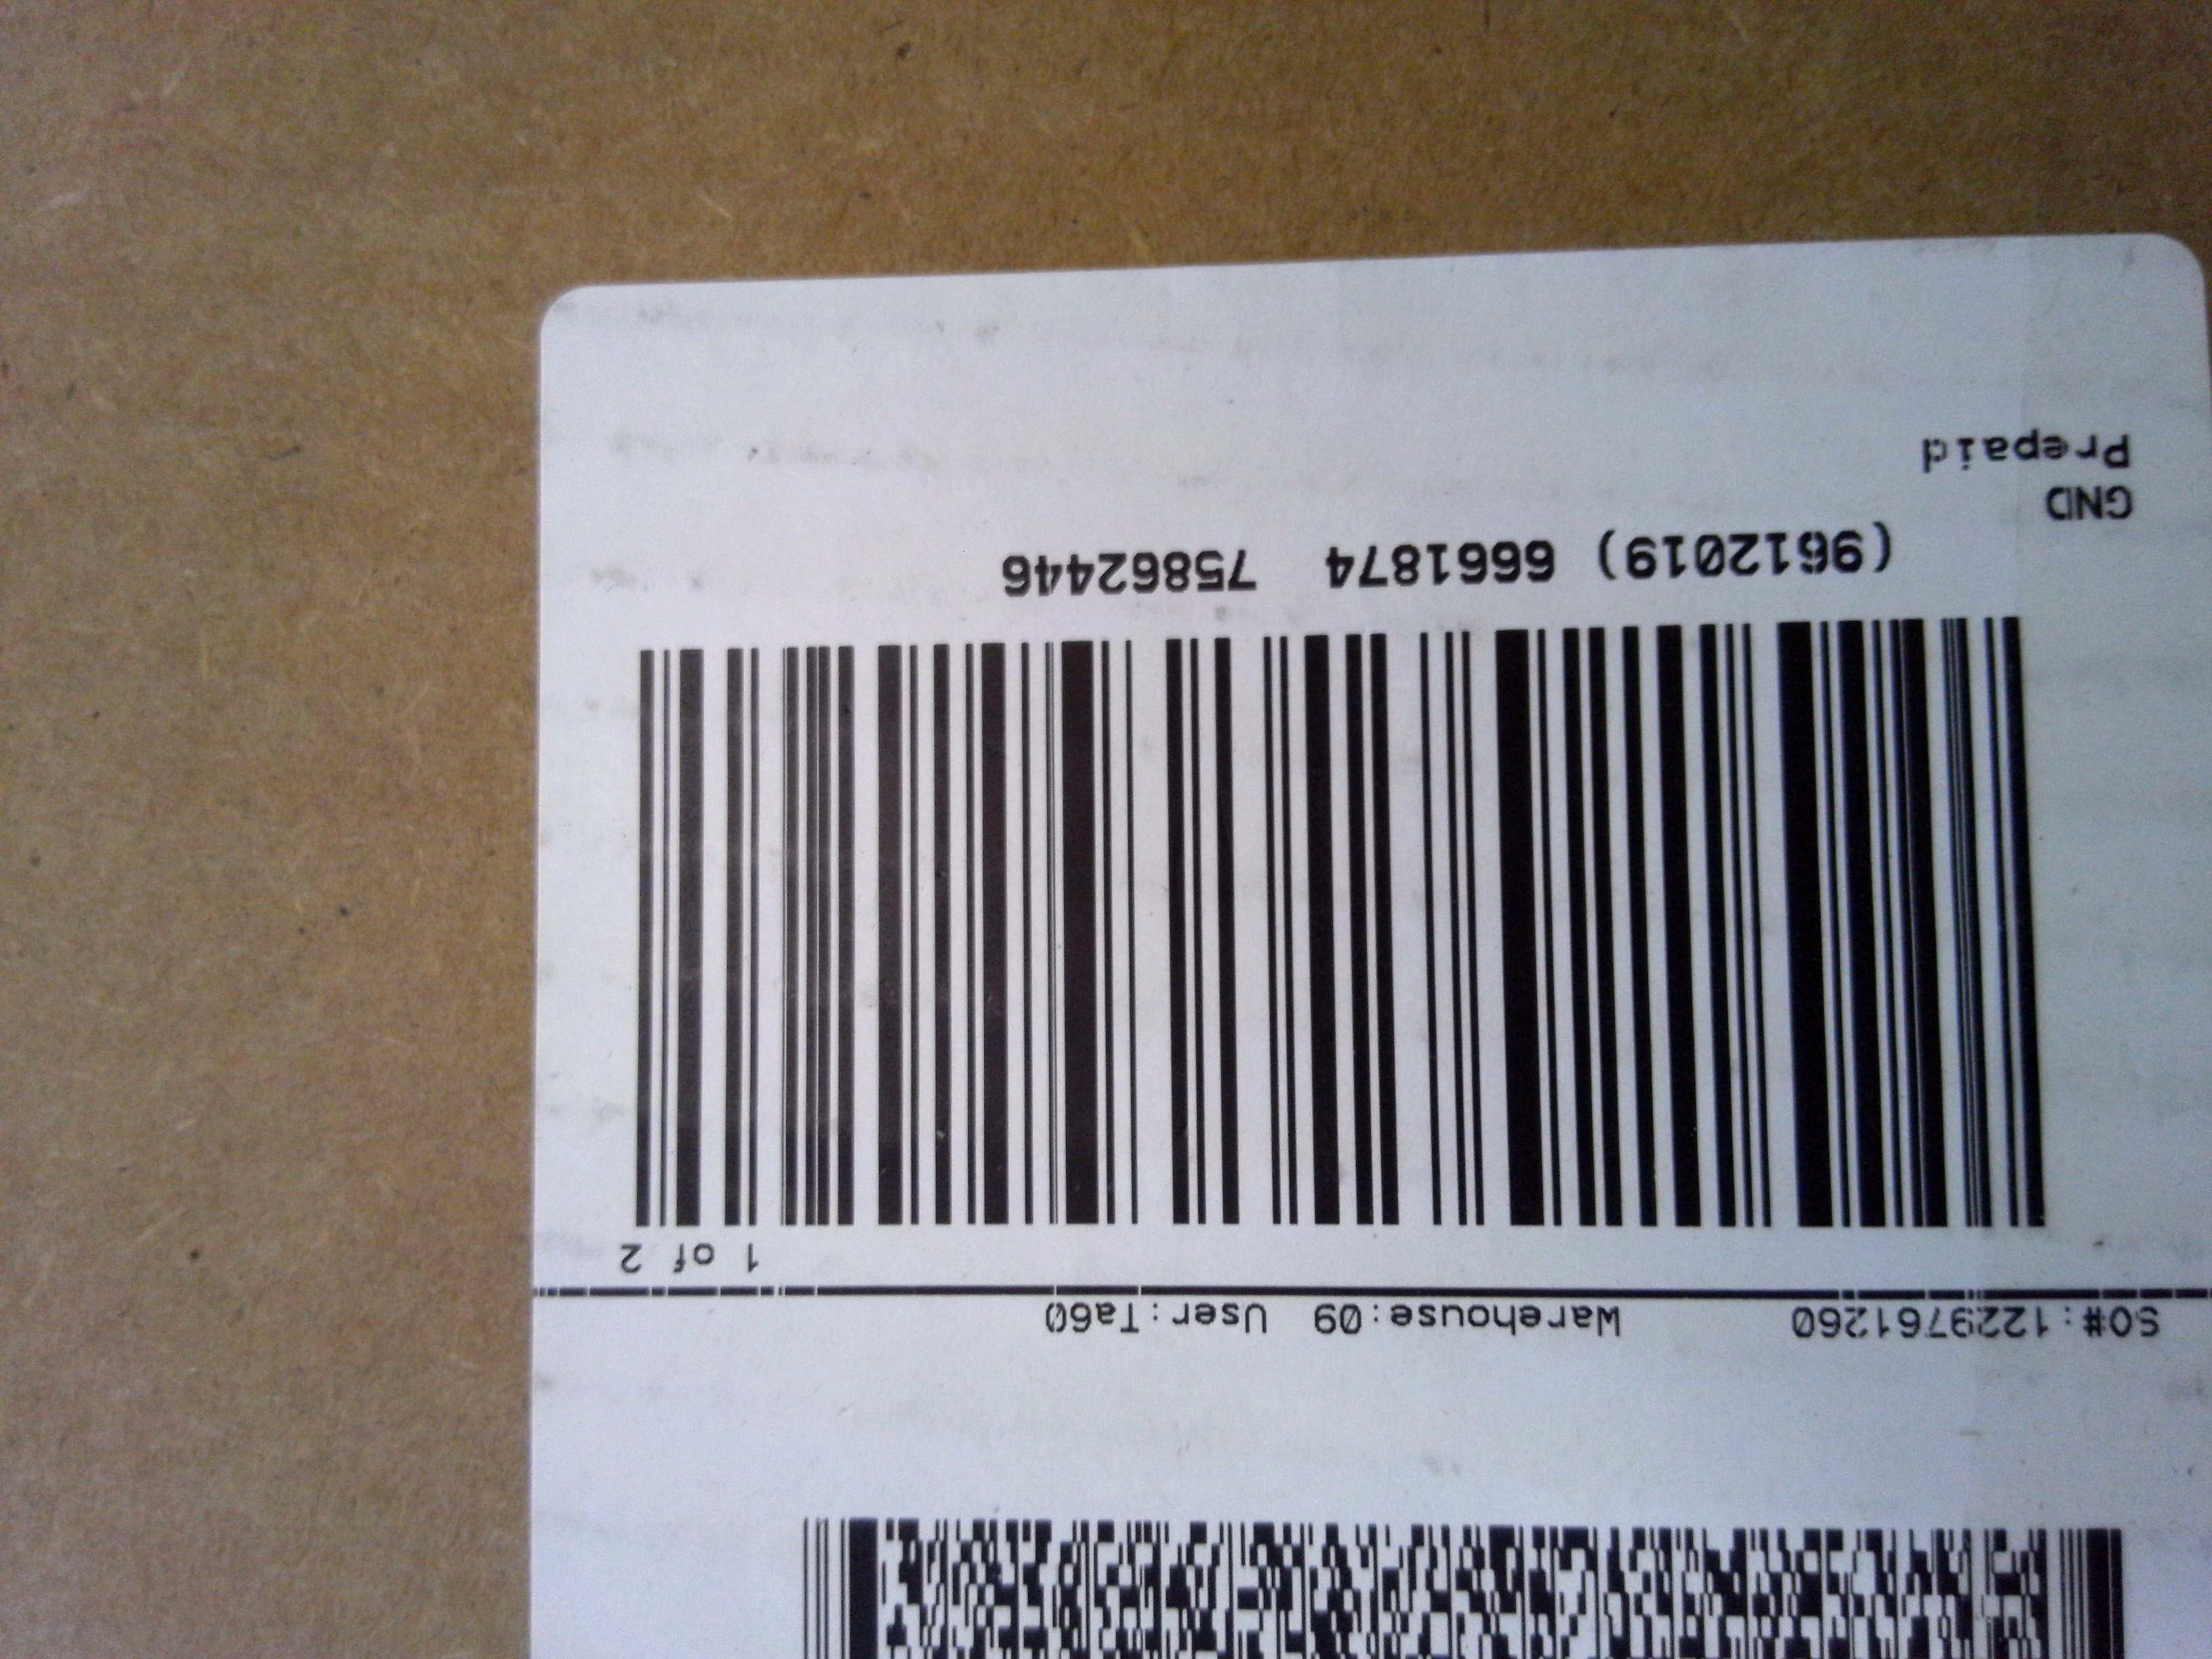 SO#:1229761260 Warehouse:09 User:Ta60
1 of 2
(9612019) 6661874 75862446
GND
Prepaid